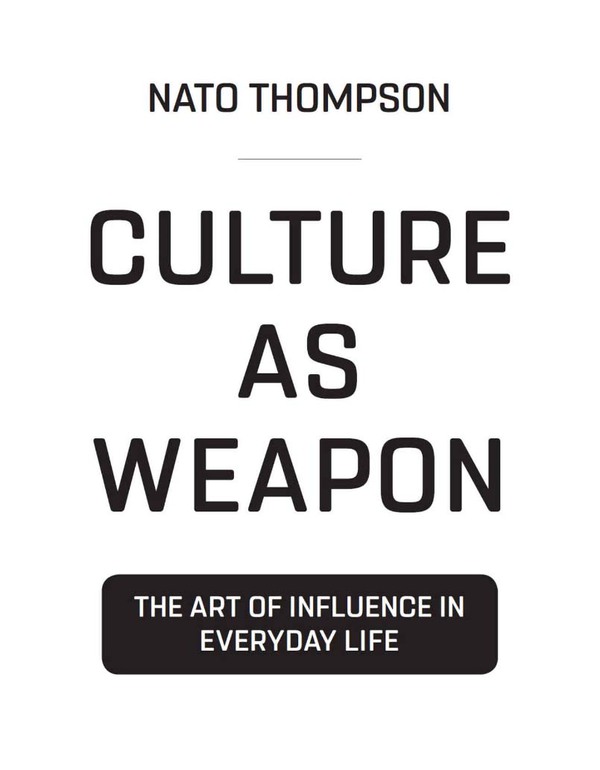 NATO THOMPSON
CULTURE
AS
WEAPON
THE ART OF INFLUENCE IN
EVERYDAY LIFE